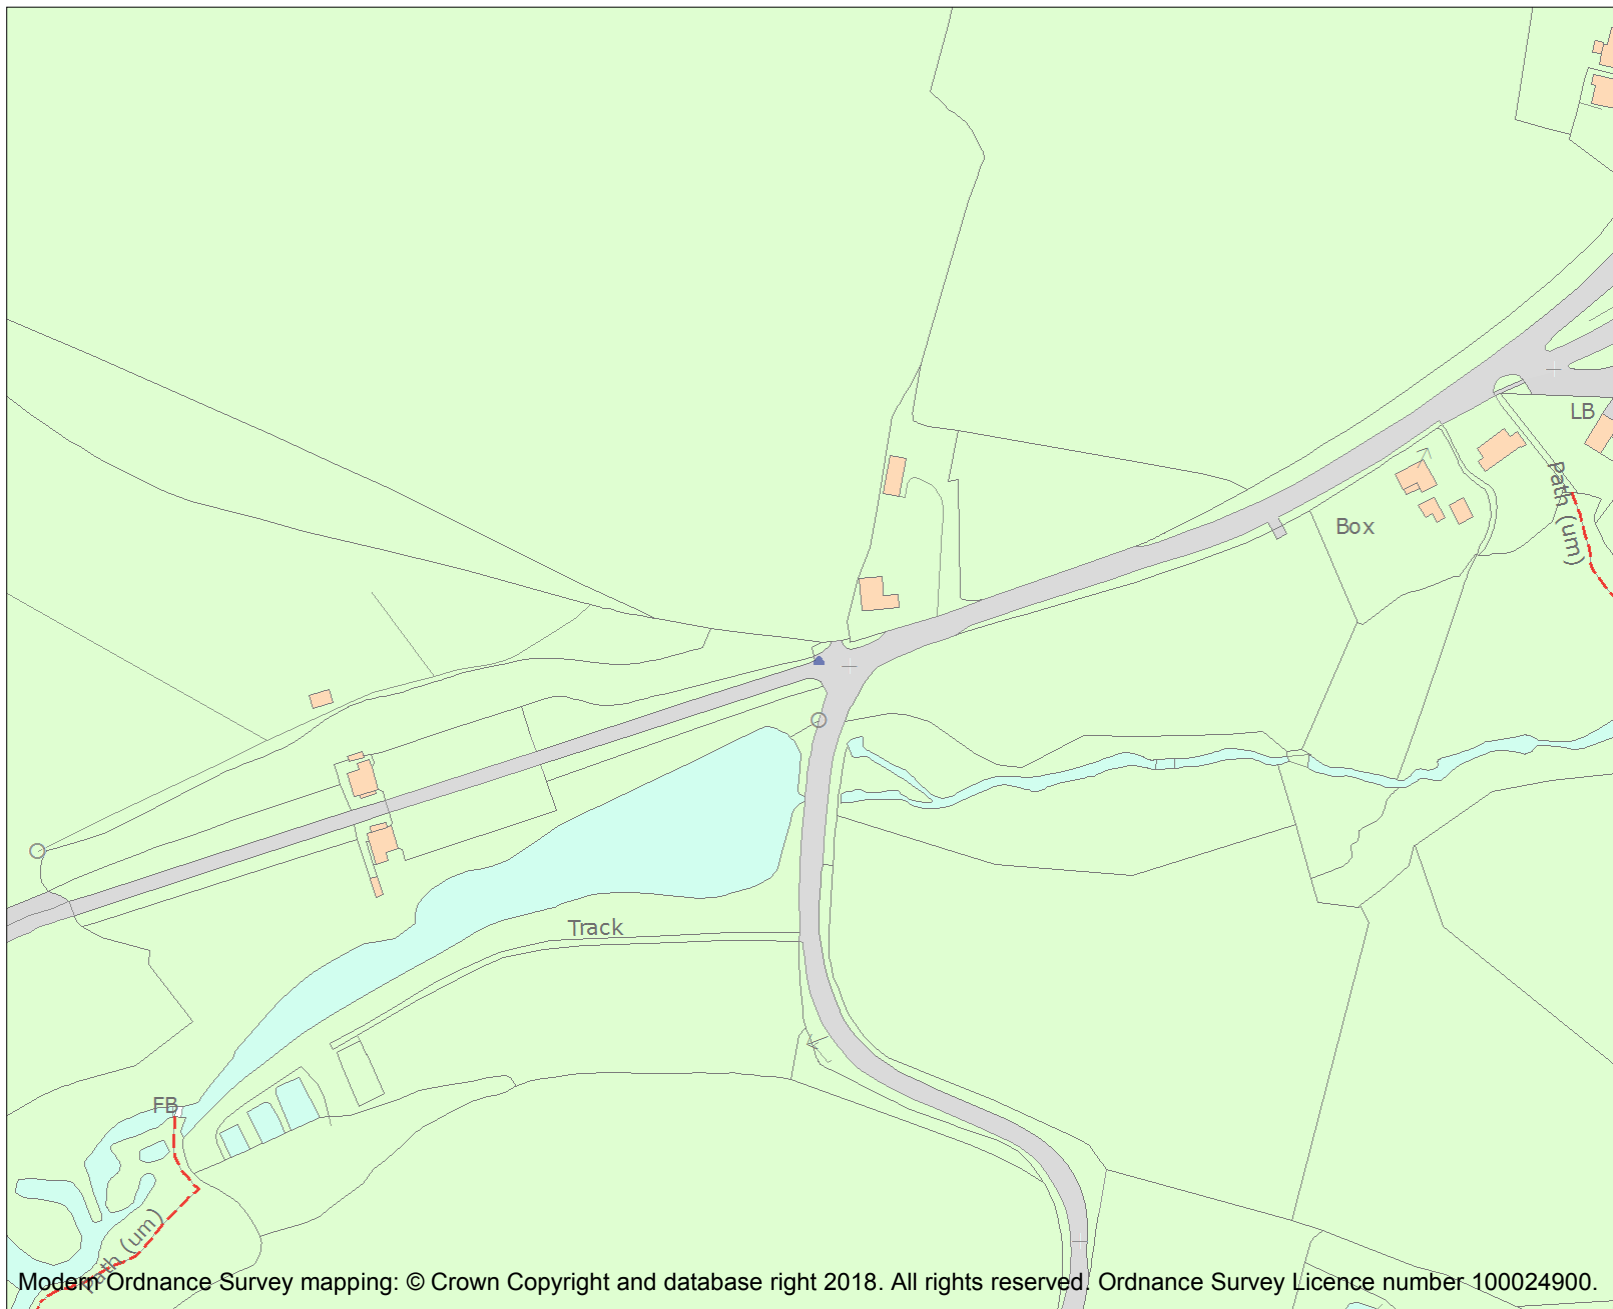 LB
Path (um)
Box
Track
FB
Path (um)
Modern Ordnance Survey mapping: © Crown Copyright and database right 2018. All rights reserved. Ordnance Survey Licence number 100024900.